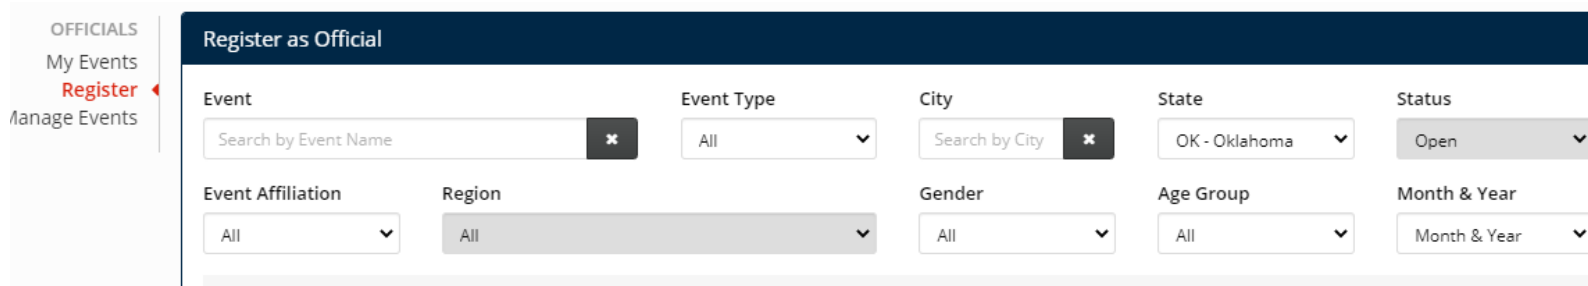 OFFICIALS
My Events
Register
Manage Events
Register as Official
Event
Event Type
City
State
Status
Search by Event Name
All
Search by City
OK - Oklahoma
Open
Event Affiliation
Region
Gender
Age Group
Month & Year
All
All
All
All
Month & Year